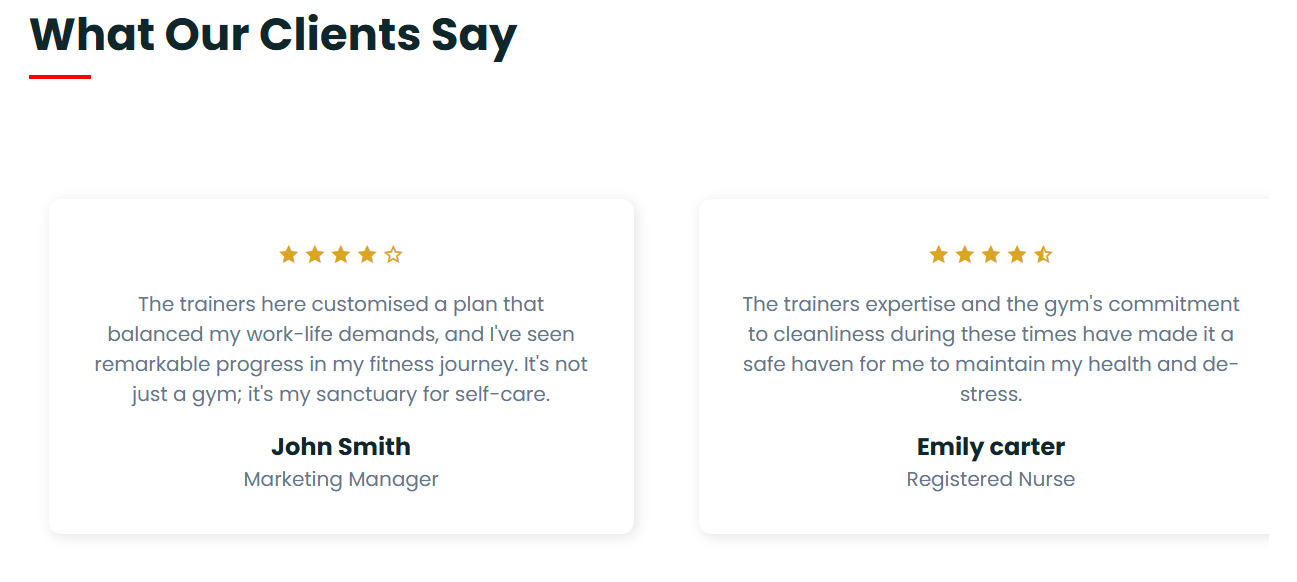 What Our Clients Say
The trainers here customised a plan that
balanced my work-life demands, and I've seen
remarkable progress in my fitness journey. It's not
just a gym; it's my sanctuary for self-care.
John Smith
Marketing Manager
The trainers expertise and the gym's commitment
to cleanliness during these times have made it a
safe haven for me to maintain my health and de-
stress.
Emily carter
Registered Nurse